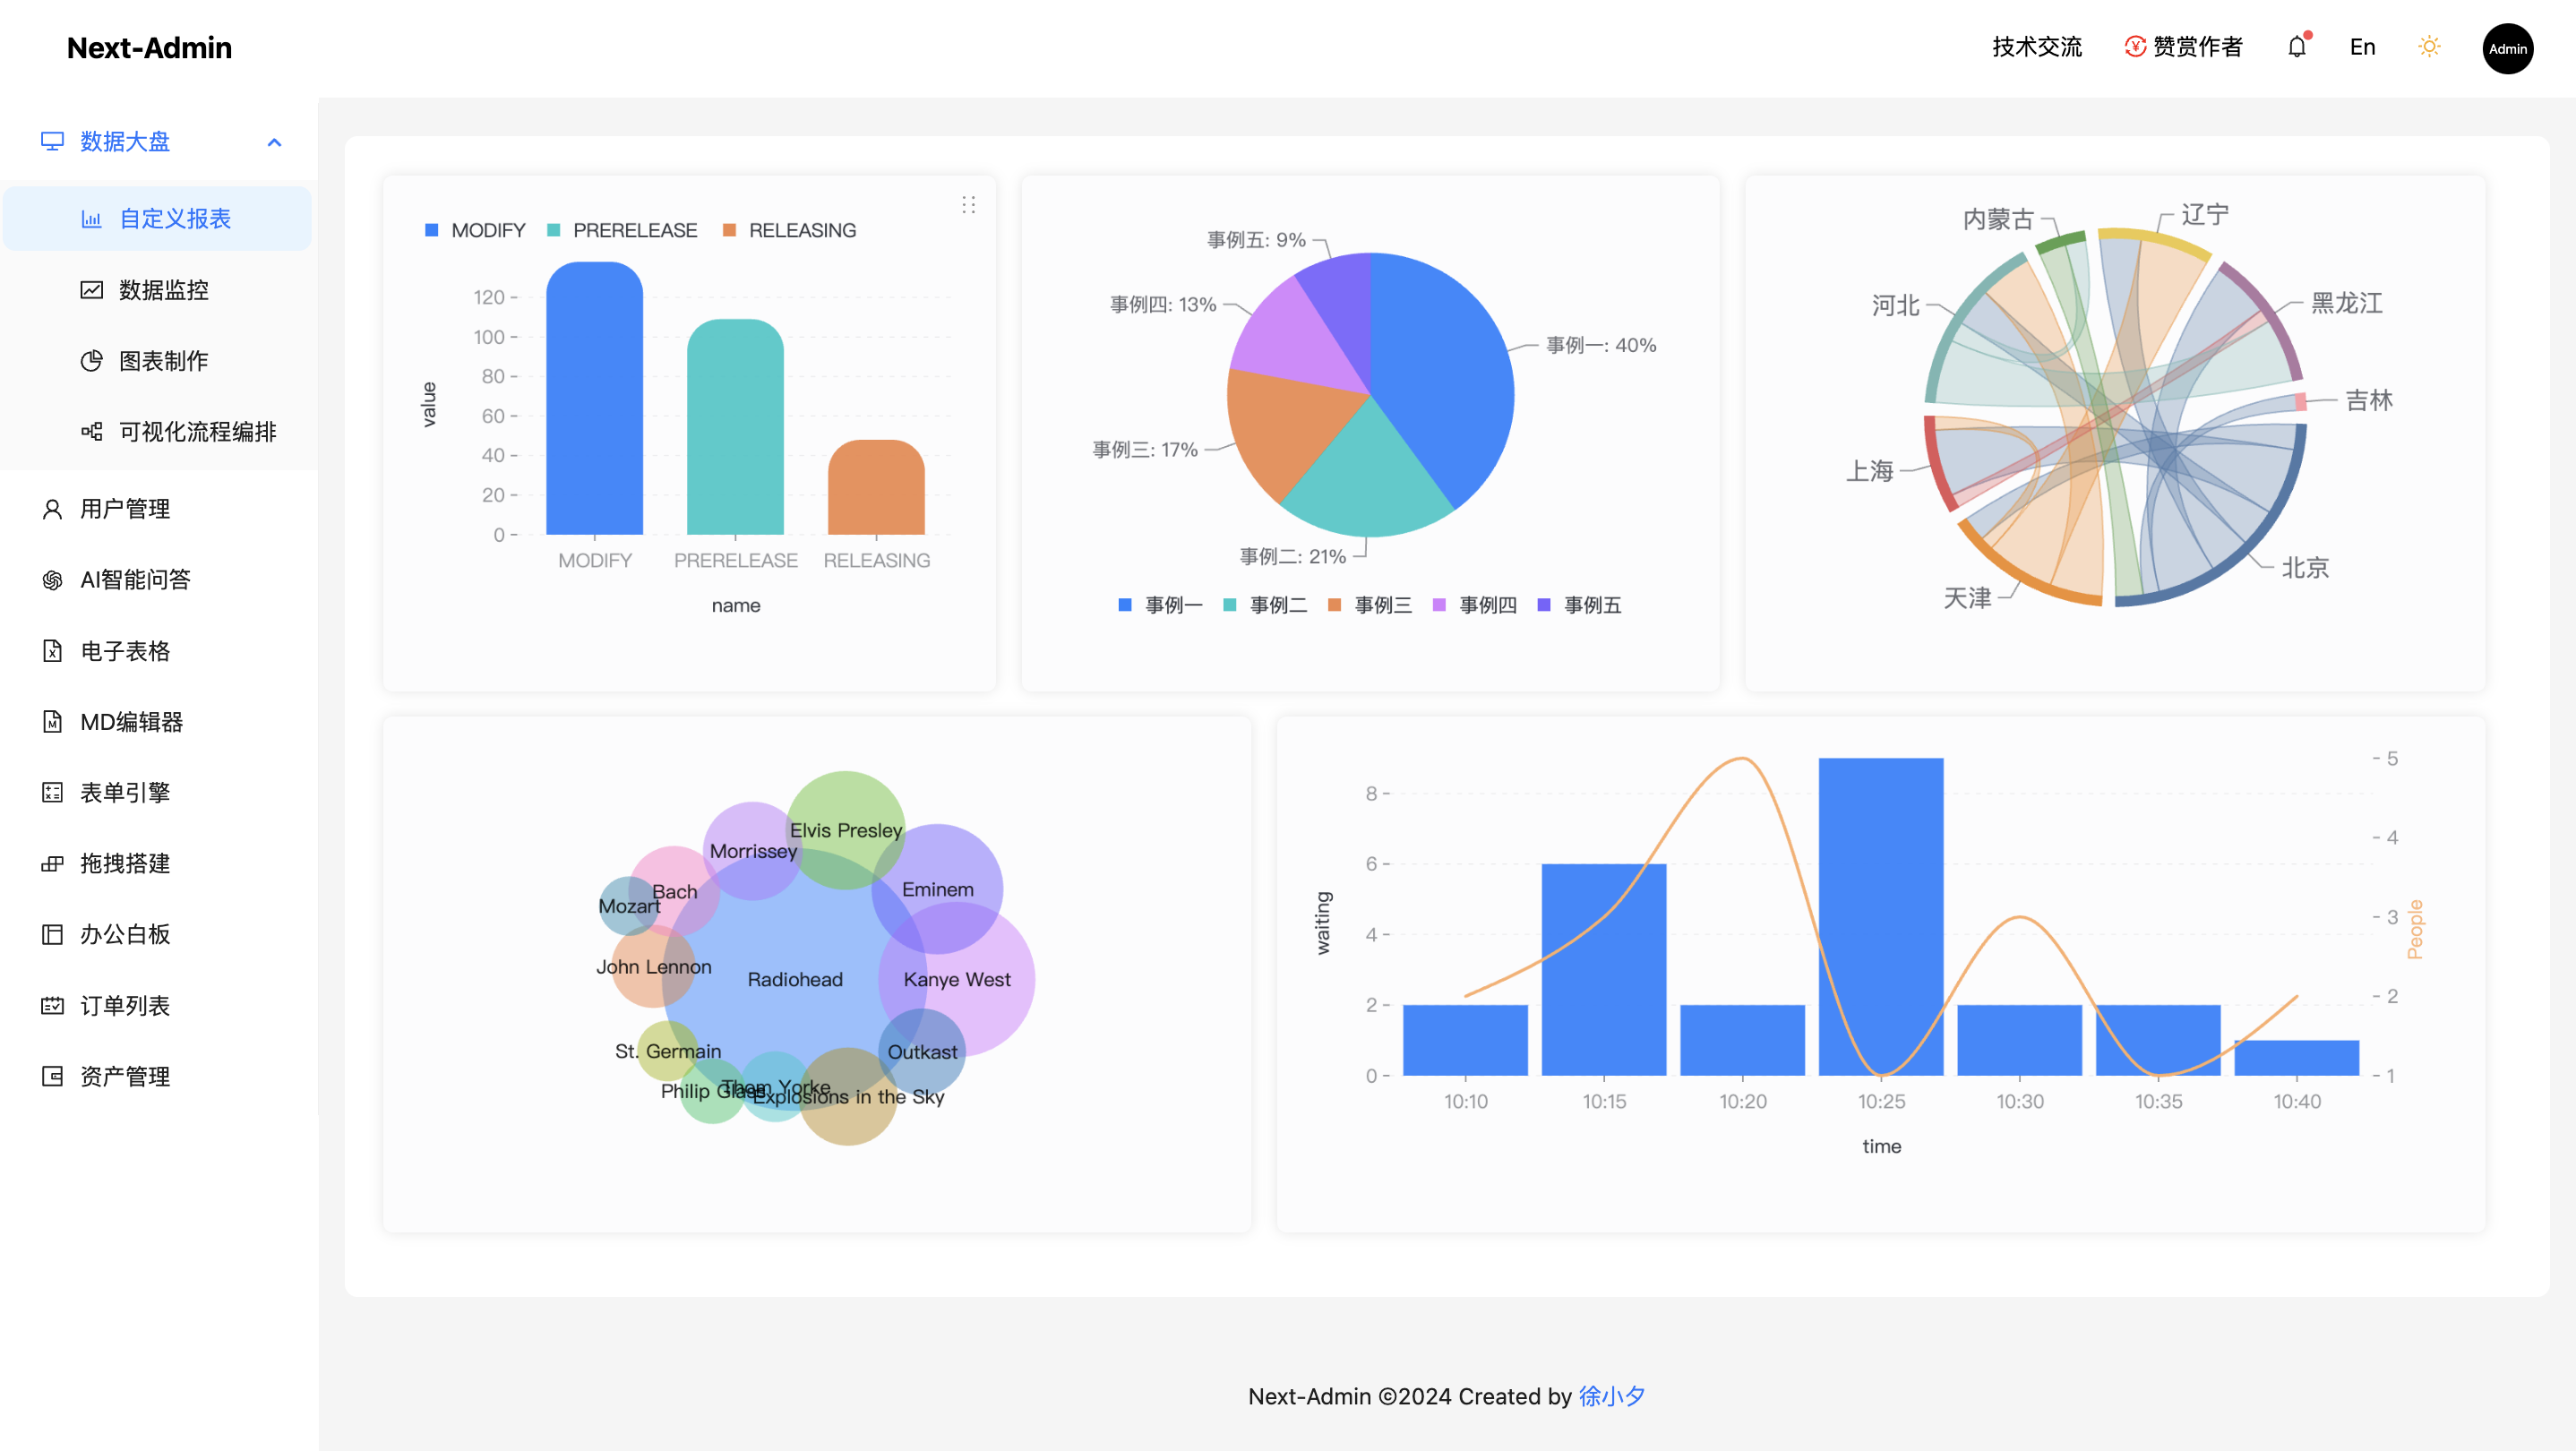 Next-Admin
技术交流 赞赏作者 En Admin
数据大盘
自定义报表
数据监控
图表制作
可视化流程编排
用户管理
AI智能问答
电子表格
MD编辑器
表单引擎
拖拽搭建
办公白板
订单列表
资产管理
MODIFY PRERELEASE RELEASING
120
100
80
60
40
20
0
value
MODIFY PRERELEASE RELEASING
name
事例五: 9%
事例四: 13%
事例一: 40%
事例三: 17%
事例二: 21%
事例一 事例二 事例三 事例四 事例五
内蒙古
辽宁
河北
黑龙江
吉林
上海
北京
天津
Elvis Presley
Morrissey
Eminem
Bach
Mozart
John Lennon
Radiohead
Kanye West
St. Germain
Outkast
Thom Yorke
Philip Glass
Explosions in the Sky
8
6
4
2
0
waiting
5
4
3
2
1
People
10:10 10:15 10:20 10:25 10:30 10:35 10:40
time
Next-Admin ©2024 Created by 徐小夕